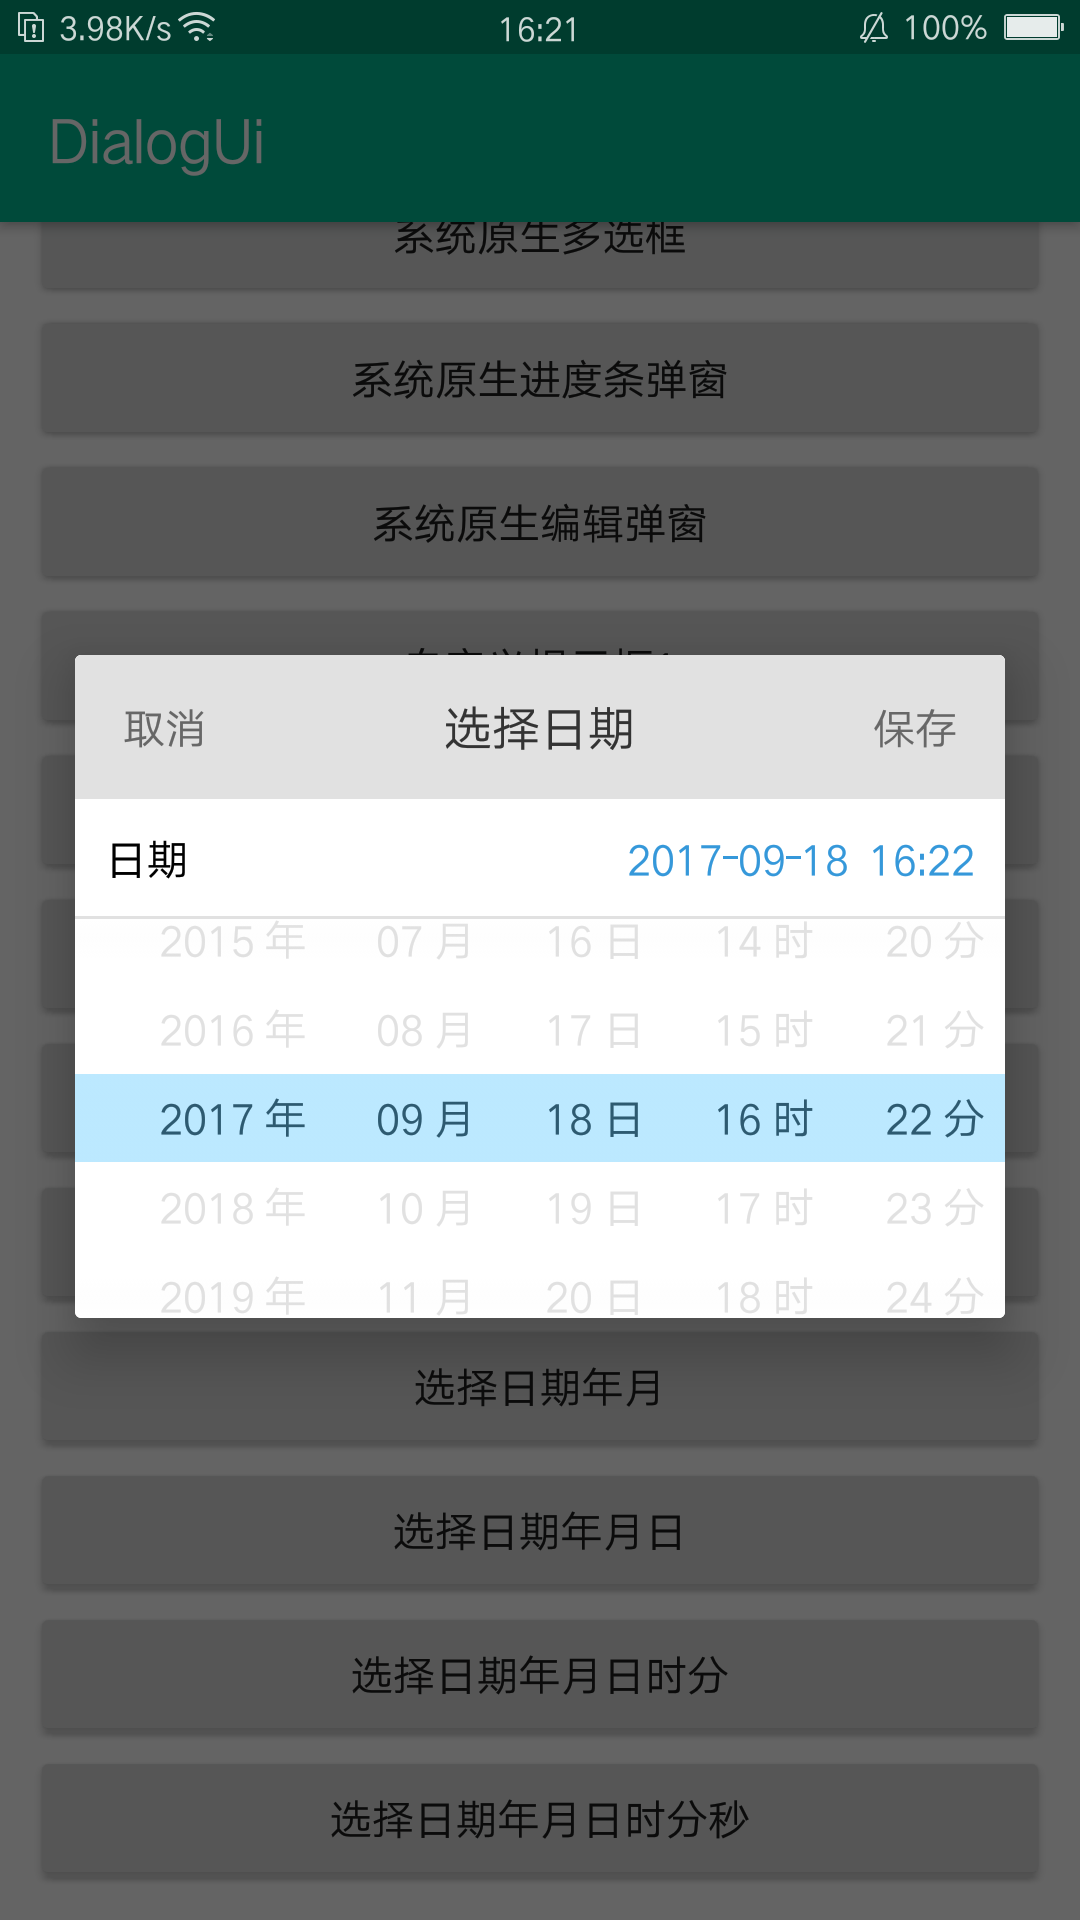 3.98K/s 16:21 100%
DialogUi
系统原生多选框
系统原生进度条弹窗
系统原生编辑弹窗
取消 选择日期 保存
日期 2017-09-18 16:22
2015 年 07 月 16 日 14 时 20 分
2016 年 08 月 17 日 15 时 21 分
2017 年 09 月 18 日 16 时 22 分
2018 年 10 月 19 日 17 时 23 分
2019 年 11 月 20 日 18 时 24 分
选择日期年月
选择日期年月日
选择日期年月日时分
选择日期年月日时分秒